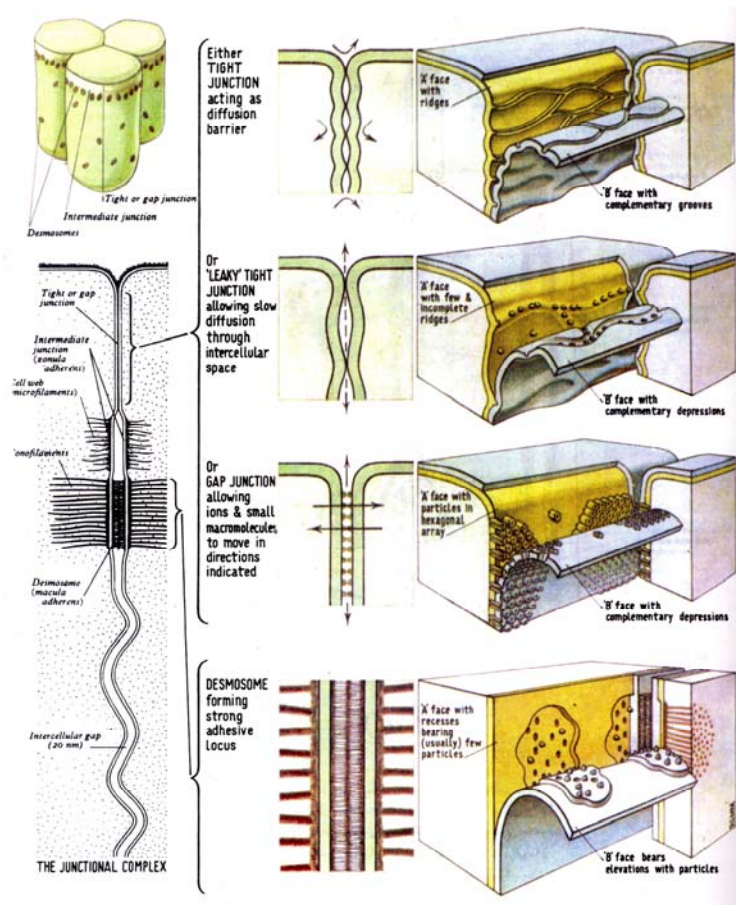 Tight or gap junction
Intermediate junction
Desmosomes
Tight or gap
junction
Intermediate
junction
(zonula
adherens)
Cell web
microfilaments)
Tonofilaments
Desmosome
(macula
adherens)
Intercellular gap
(20 nm)
THE JUNCTIONAL COMPLEX
Either
TIGHT
JUNCTION
acting as
diffusion
barrier
'A' face
with
ridges
'B' face with
complementary grooves
Or
'LEAKY' TIGHT
JUNCTION
allowing slow
diffusion
through
intercellular
space
'A' face
with few &
incomplete
ridges
'B' face with
complementary depressions
Or
GAP JUNCTION
allowing
ions & small
macromolecules
to move in
directions
indicated
'A' face with
particles in
hexagonal
array
'B' face with
complementary depressions
DESMOSOME
forming
strong
adhesive
locus
'A' face with
recesses
bearing
(usually) few
particles
'B' face bears
elevations with particles